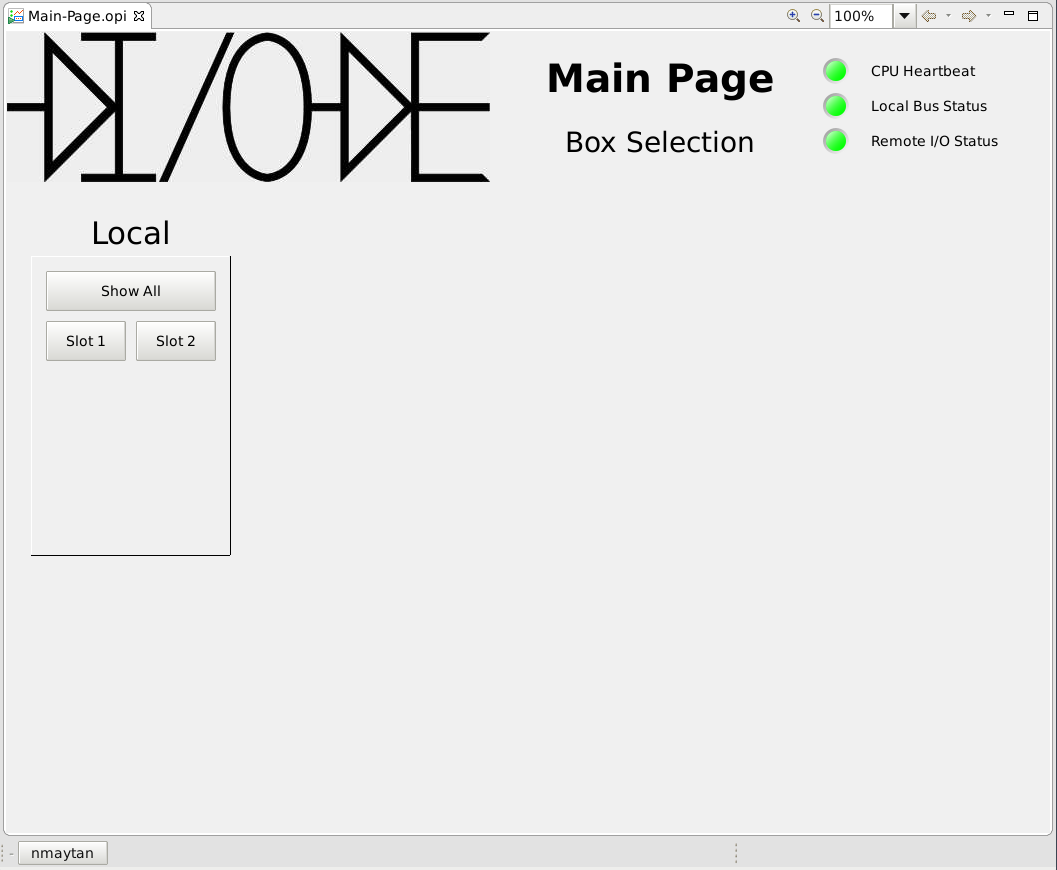 Main-Page.opi
100%
DI/ODE
Main Page
Box Selection
CPU Heartbeat
Local Bus Status
Remote I/O Status
Local
Show All
Slot 1 Slot 2
nmaytan